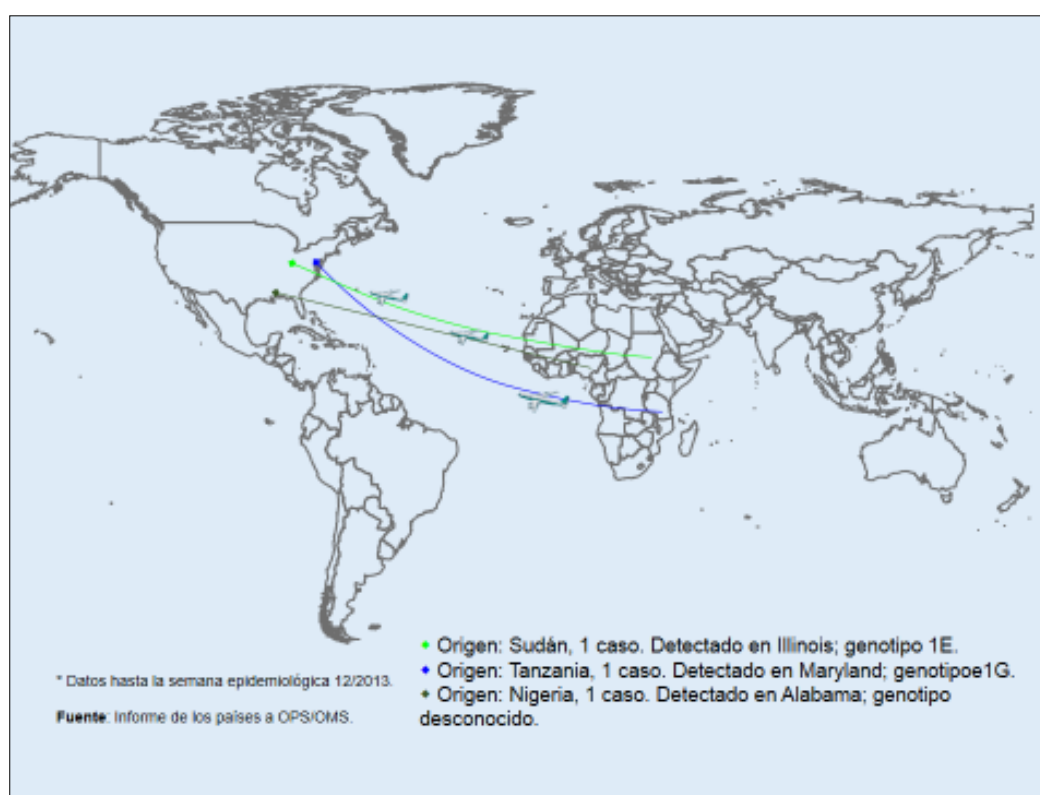 • Origen: Sudán, 1 caso. Detectado en Illinois; genotipo 1E.
• Origen: Tanzania, 1 caso. Detectado en Maryland; genotipoe1G.
• Origen: Nigeria, 1 caso. Detectado en Alabama; genotipo
desconocido.
* Datos hasta la semana epidemiológica 12/2013.
Fuente: Informe de los países a OPS/OMS.